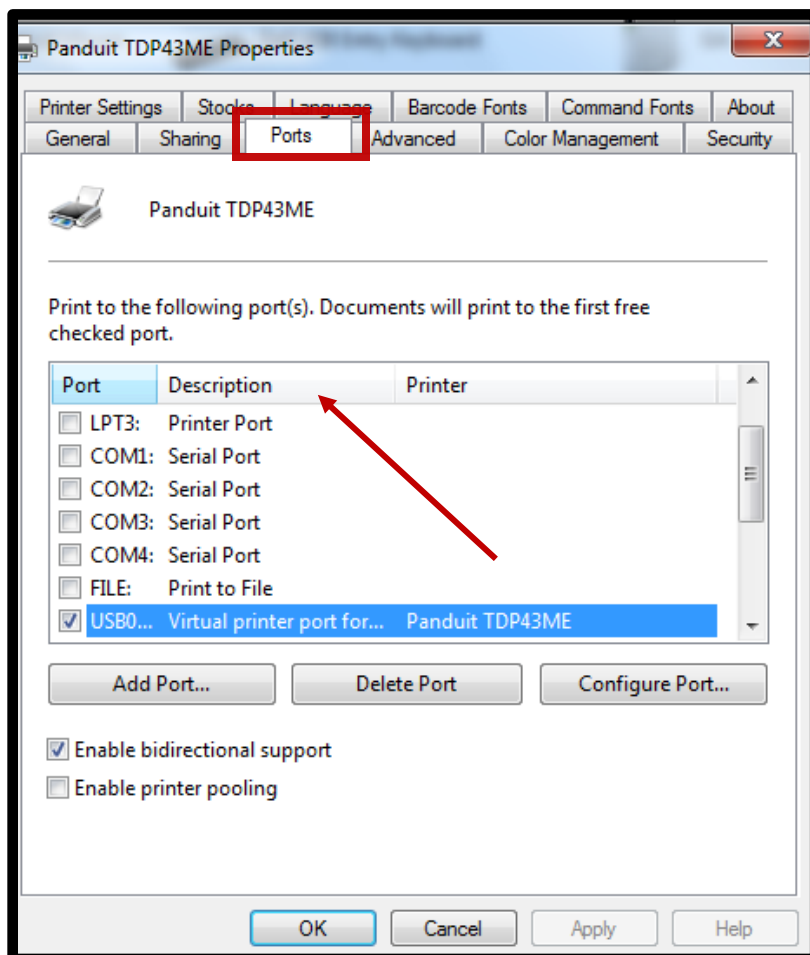 Panduit TDP43ME Properties
Printer Settings Stocks Language Barcode Fonts Command Fonts About
General Sharing Ports Advanced Color Management Security
Panduit TDP43ME
Print to the following port(s). Documents will print to the first free
checked port.
Port Description Printer
LPT3: Printer Port
COM1: Serial Port
COM2: Serial Port
COM3: Serial Port
COM4: Serial Port
FILE: Print to File
USB0... Virtual printer port for... Panduit TDP43ME
Add Port... Delete Port Configure Port...
Enable bidirectional support
Enable printer pooling
OK Cancel Apply Help